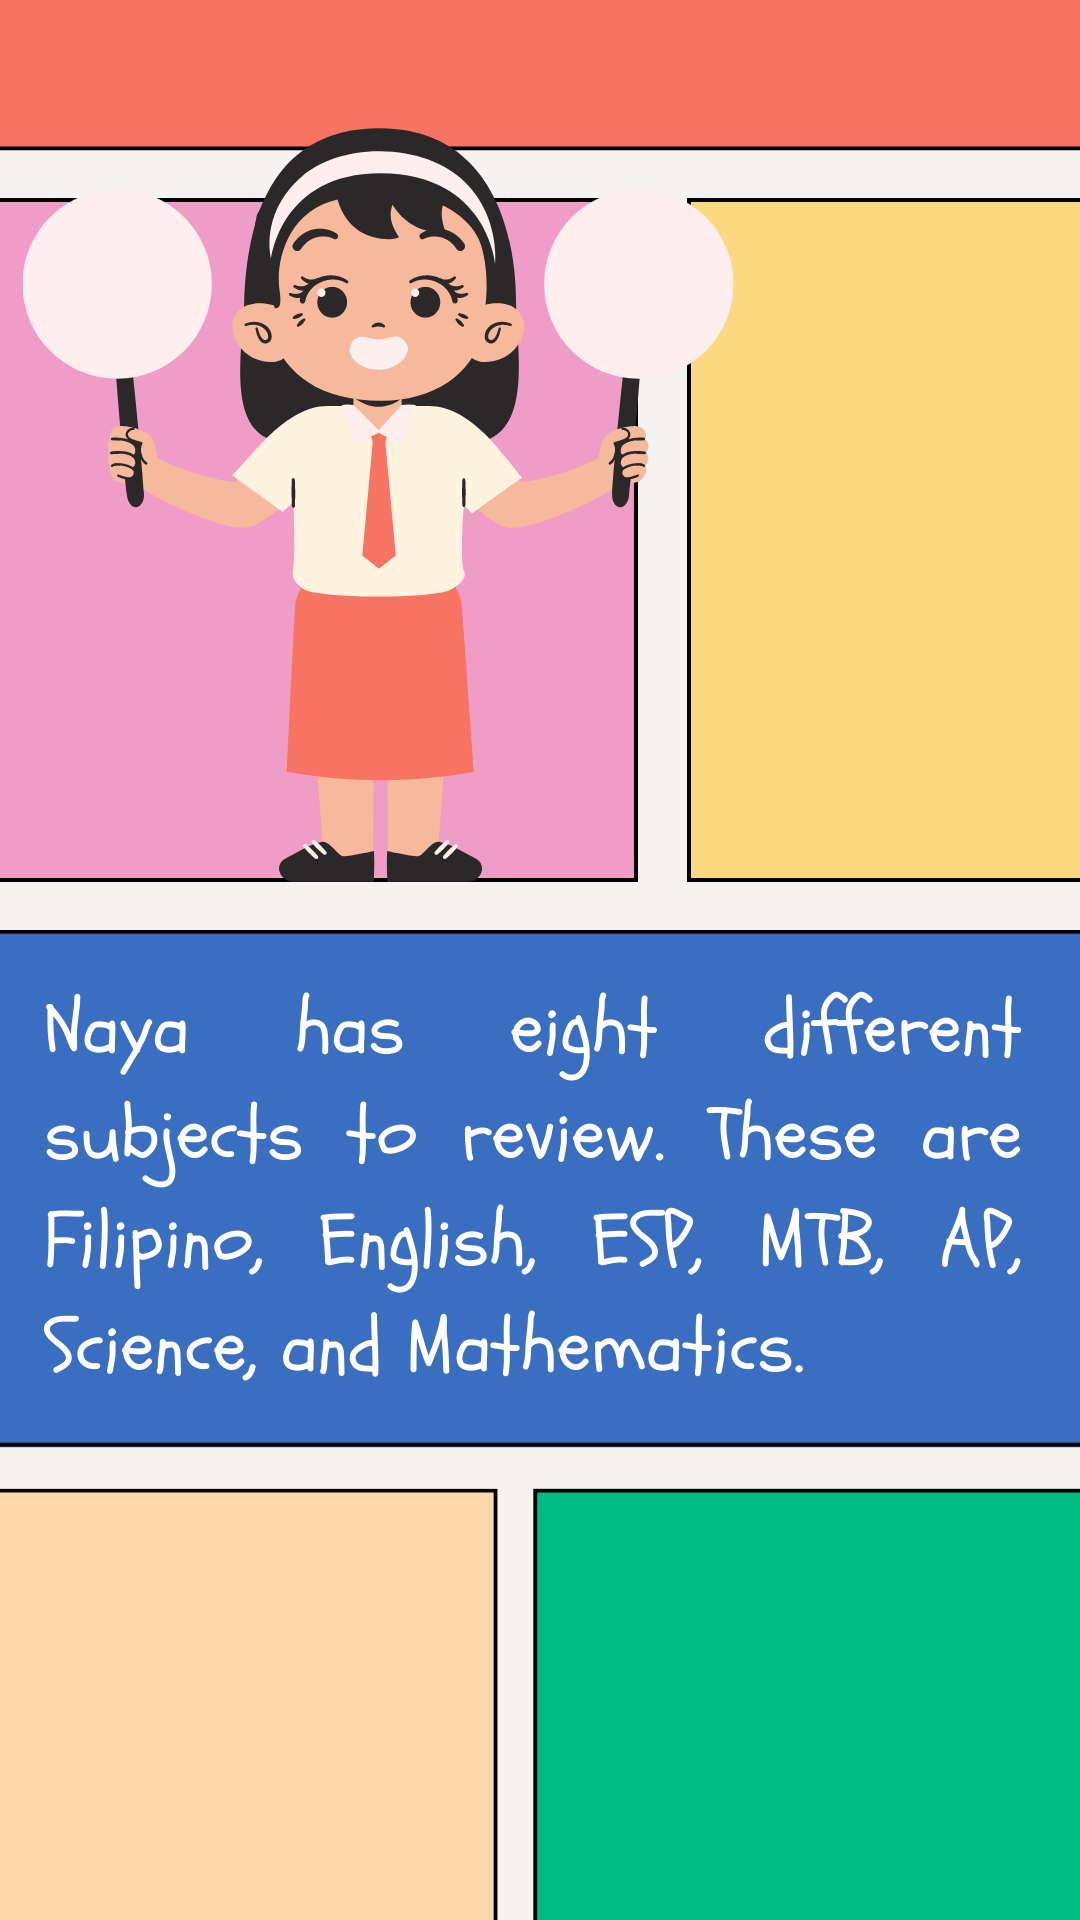 Naya has eight different
subjects to review. These are
Filipino, English, ESP, MTB, AP,
Science, and Mathematics.